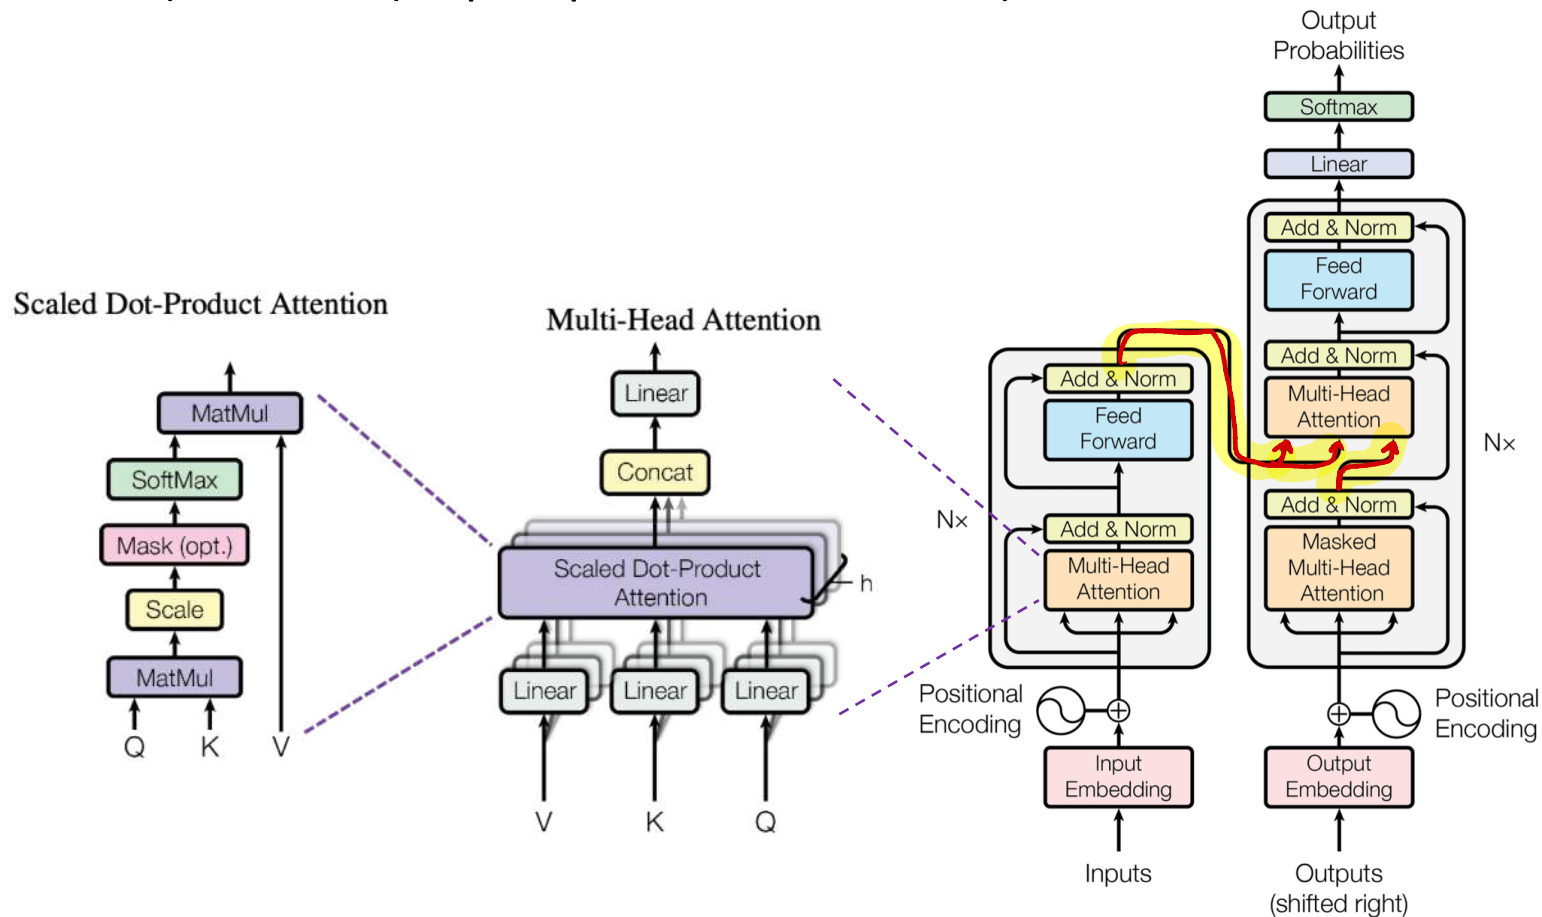 Scaled Dot-Product Attention
MatMul
SoftMax
Mask (opt.)
Scale
MatMul
Q
K
V
Multi-Head Attention
Linear
Concat
Scaled Dot-Product
Attention
h
Linear
Linear
Linear
V
K
Q
Add & Norm
Feed
Forward
N×
Add & Norm
Multi-Head
Attention
Positional
Encoding
Input
Embedding
Inputs
Output
Probabilities
Softmax
Linear
Add & Norm
Feed
Forward
Add & Norm
Multi-Head
Attention
N×
Add & Norm
Masked
Multi-Head
Attention
Positional
Encoding
Output
Embedding
Outputs
(shifted right)